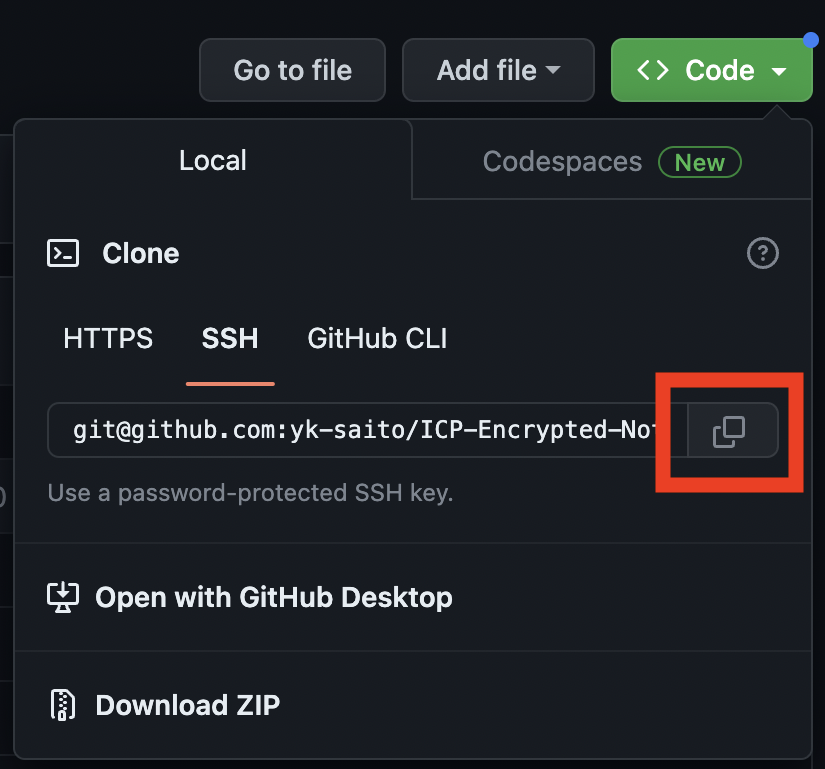 Go to file
Add file
Code
Local
Codespaces
New
Clone
HTTPS
SSH
GitHub CLI
git@github.com:yk-saito/ICP-Encrypted-No
Use a password-protected SSH key.
Open with GitHub Desktop
Download ZIP